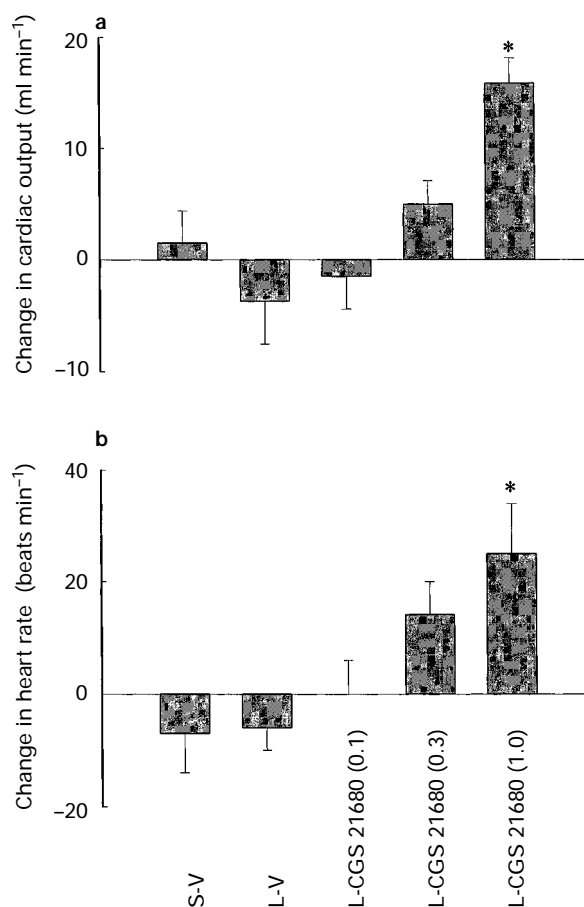 a
Change in cardiac output (ml min⁻¹)
20
10
0
–10
*
b
Change in heart rate (beats min⁻¹)
40
20
0
–20
*
S-V
L-V
L-CGS 21680 (0.1)
L-CGS 21680 (0.3)
L-CGS 21680 (1.0)